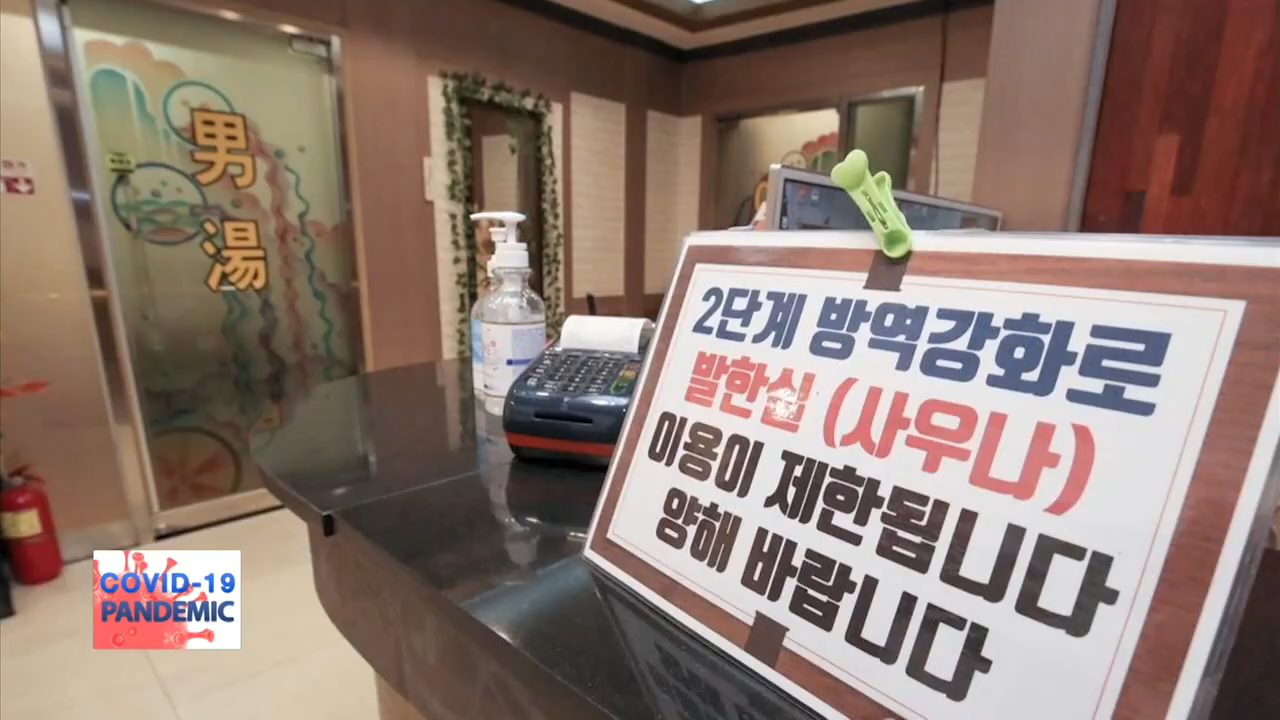 男
湯
2단계 방역강화로
발한실 (사우나)
이용이 제한됩니다
양해 바랍니다
COVID-19
PANDEMIC